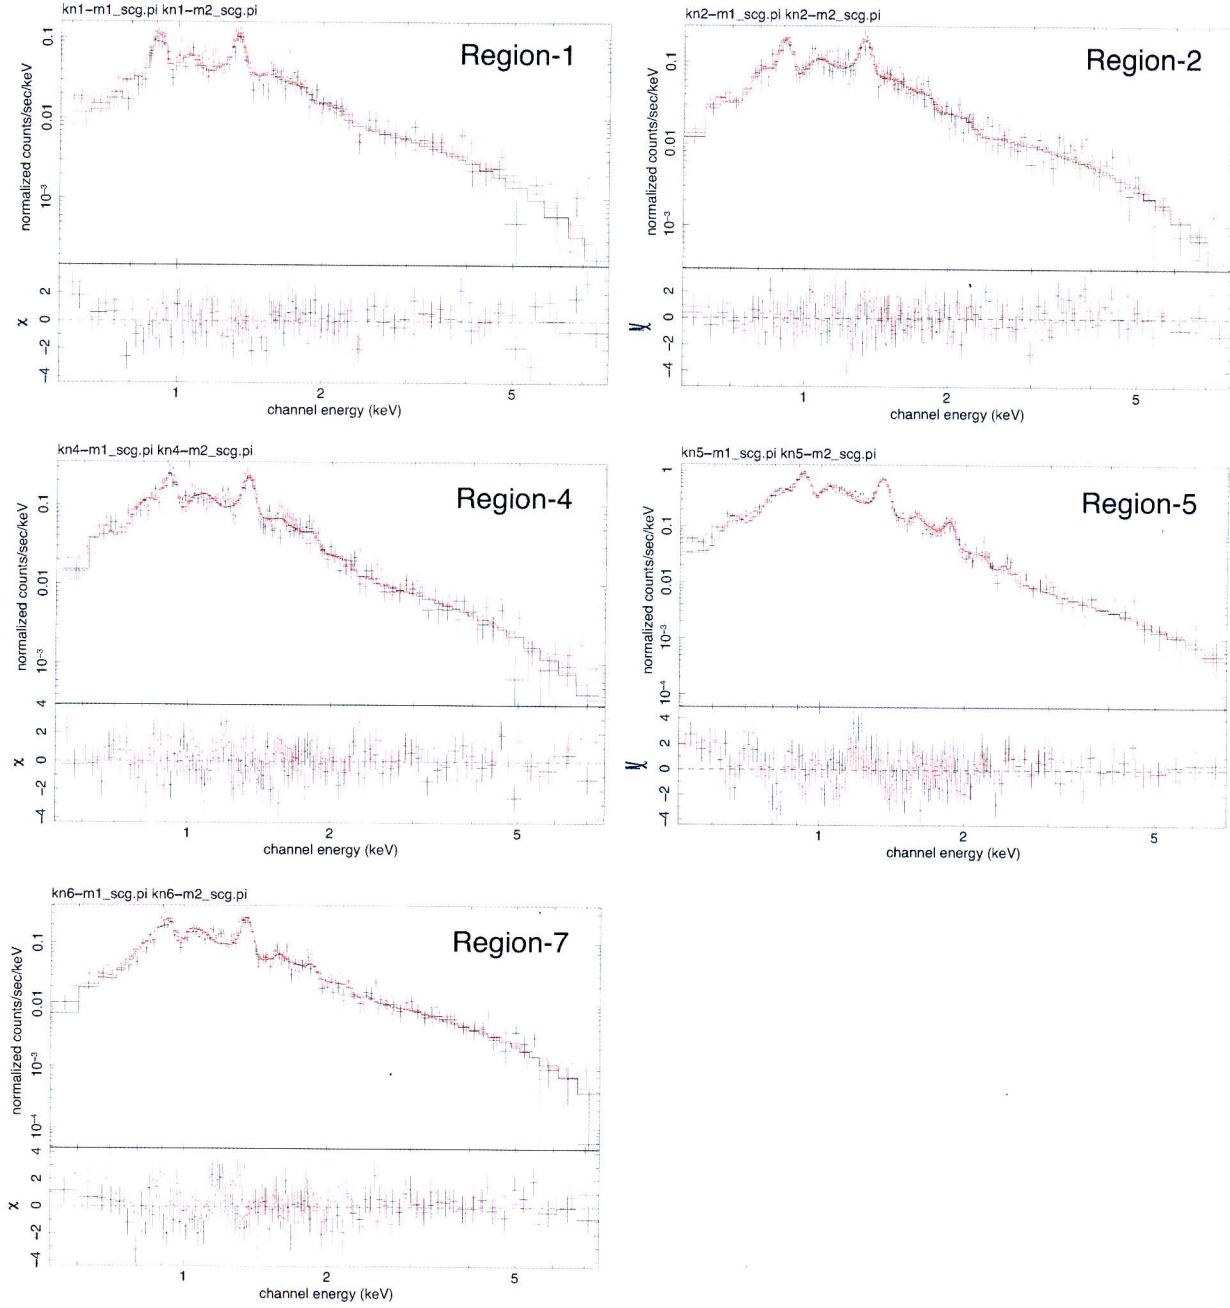 kn1−m1_scg.pi kn1−m2_scg.pi
Region-1
normalized counts/sec/keV
0.1
0.01
10−3
χ
2
0
−2
−4
1
2
5
channel energy (keV)
kn2−m1_scg.pi kn2−m2_scg.pi
Region-2
normalized counts/sec/keV
0.1
0.01
10−3
χ
2
0
−2
−4
1
2
5
channel energy (keV)
kn4−m1_scg.pi kn4−m2_scg.pi
Region-4
normalized counts/sec/keV
0.1
0.01
10−3
χ
4
2
0
−2
−4
1
2
5
channel energy (keV)
kn5−m1_scg.pi kn5−m2_scg.pi
Region-5
normalized counts/sec/keV
1
0.1
0.01
10−3
10−4
χ
4
2
0
−2
−4
1
2
5
channel energy (keV)
kn6−m1_scg.pi kn6−m2_scg.pi
Region-7
normalized counts/sec/keV
0.1
0.01
10−3
10−4
χ
4
2
0
−2
−4
1
2
5
channel energy (keV)